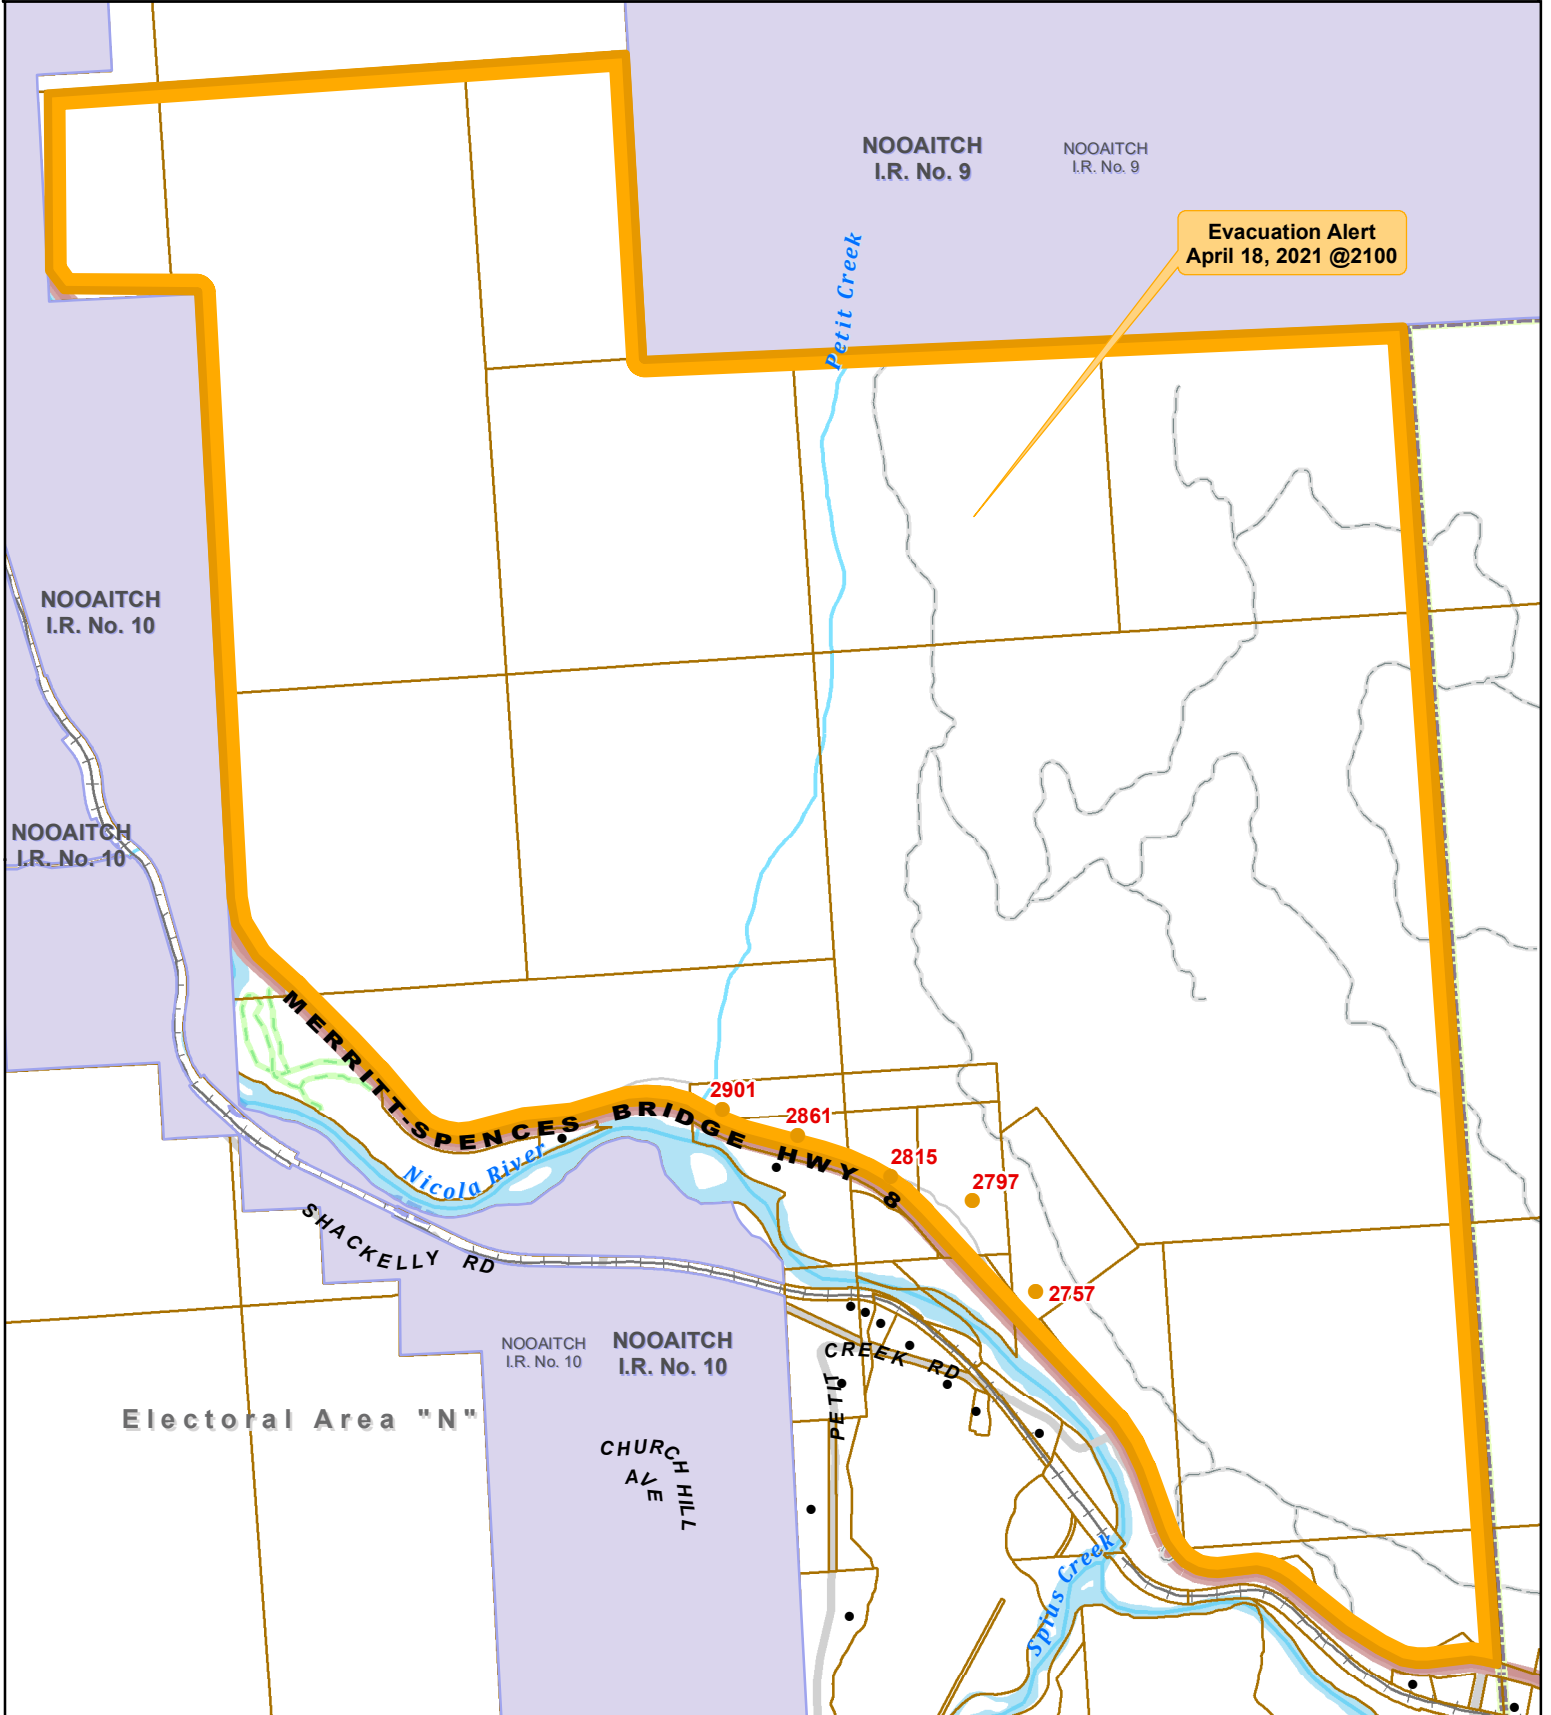 NOOAITCH
I.R. No. 9
NOOAITCH
I.R. No. 9
Evacuation Alert
April 18, 2021 @2100
Petit Creek
NOOAITCH
I.R. No. 10
NOOAITCH
I.R. No. 10
MERRITT-SPENCES BRIDGE HWY 8
2901
2861
2815
2797
2757
Nicola River
SHACKELLY RD
NOOAITCH
I.R. No. 10
NOOAITCH
I.R. No. 10
PETIT CREEK RD
Electoral Area "N"
CHURCH HILL
AVE
Spius Creek